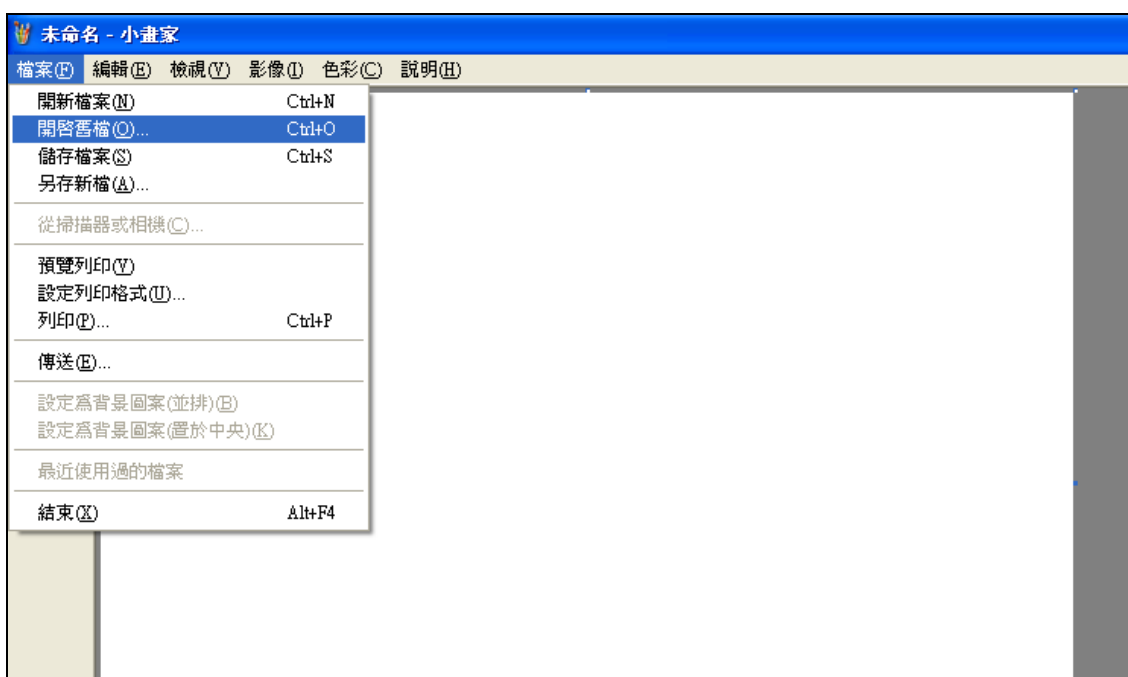 未命名 - 小畫家
檔案(F) 編輯(E) 檢視(V) 影像(I) 色彩(C) 說明(H)
開新檔案(N) Ctrl+N
開啓舊檔(O)... Ctrl+O
儲存檔案(S) Ctrl+S
另存新檔(A)...
從掃描器或相機(C)...
預覽列印(V)
設定列印格式(U)...
列印(P)... Ctrl+P
傳送(E)...
設定爲背景圖案(並排)(B)
設定爲背景圖案(置於中央)(K)
最近使用過的檔案
結束(X) Alt+F4